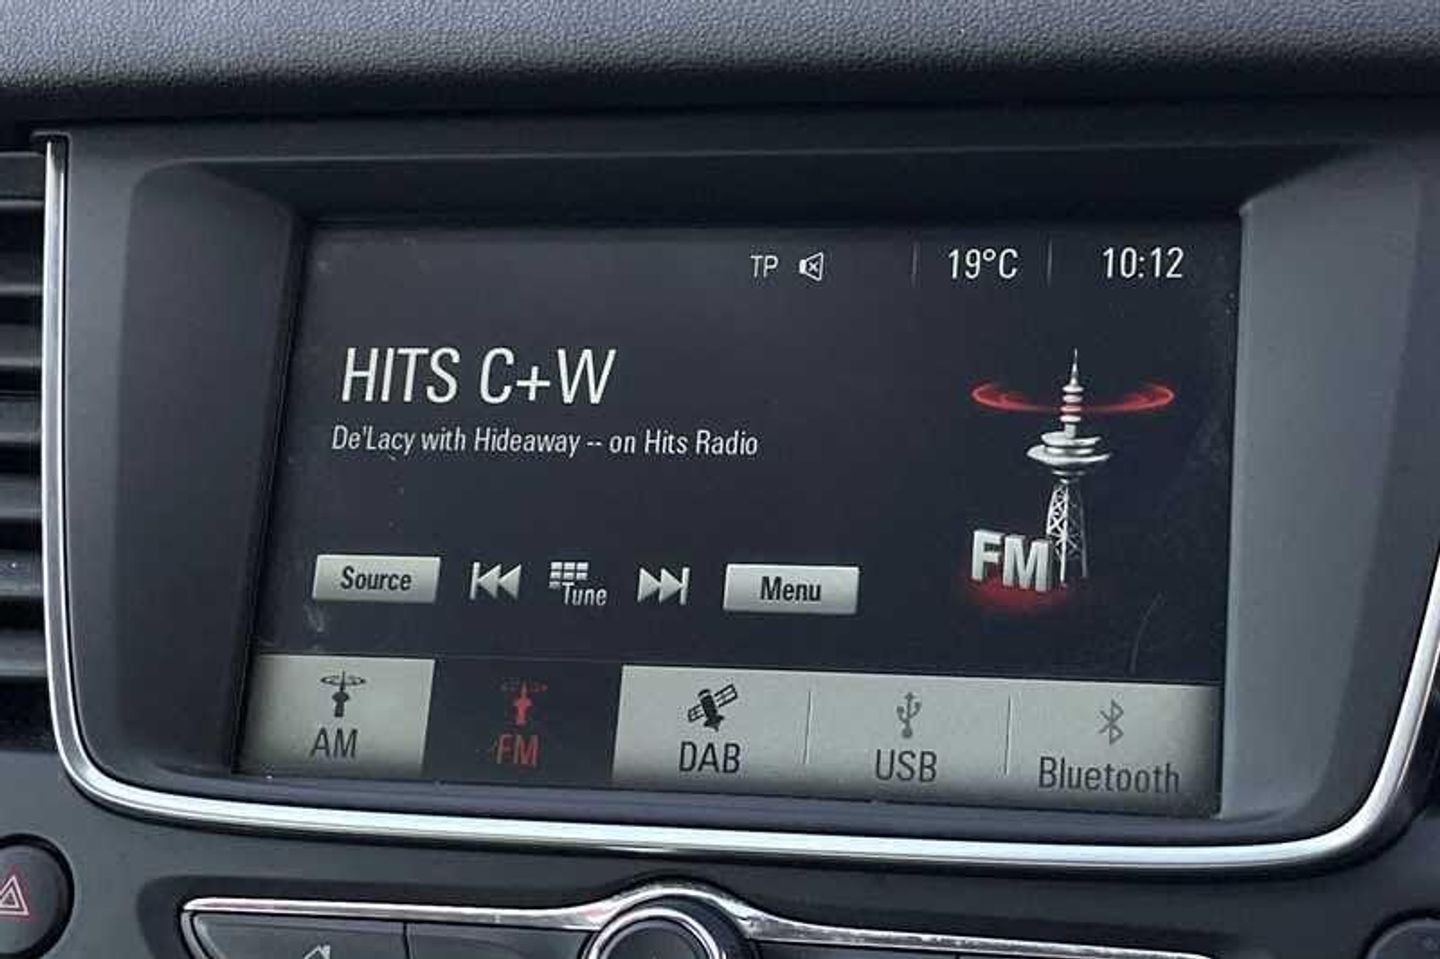 TP 19°C 10:12
HITS C+W
De'Lacy with Hideaway -- on Hits Radio
FM
Source Tune Menu
AM FM DAB USB Bluetooth